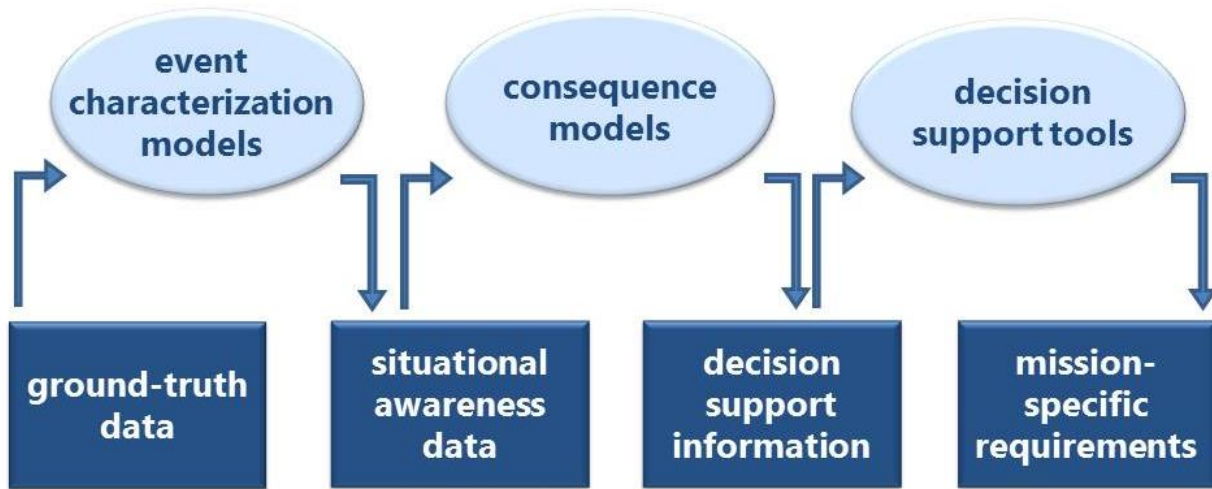 event
characterization
models
consequence
models
decision
support tools
ground-truth
data
situational
awareness
data
decision
support
information
mission-
specific
requirements